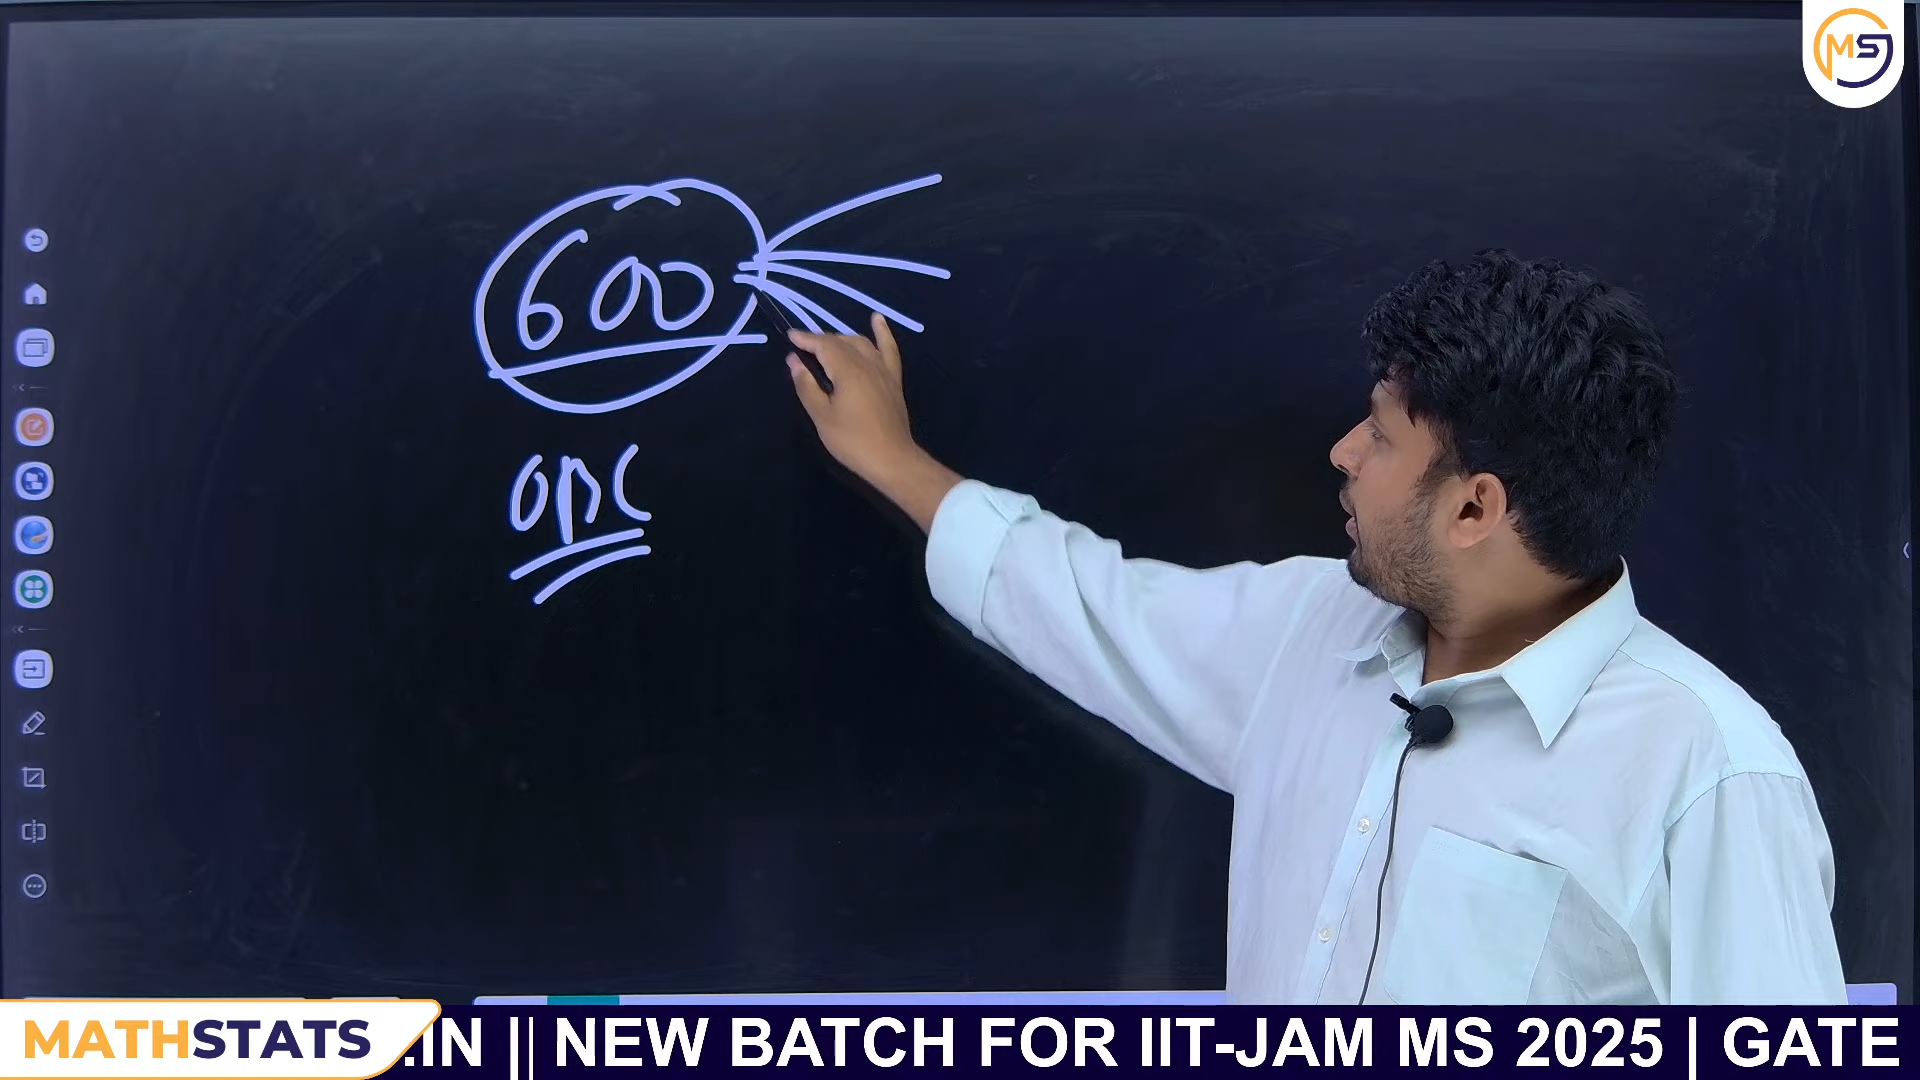 MS
600
OBC
MATHSTATS .IN || NEW BATCH FOR IIT-JAM MS 2025 | GATE